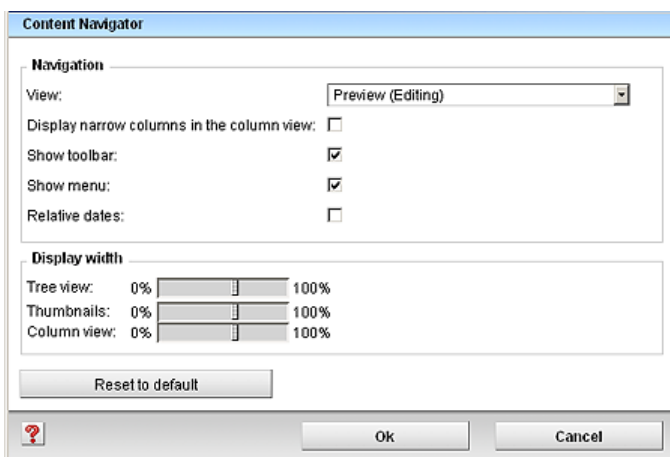 Content Navigator
Navigation
View: Preview (Editing)
Display narrow columns in the column view:
Show toolbar:
Show menu:
Relative dates:
Display width
Tree view: 0% 100%
Thumbnails: 0% 100%
Column view: 0% 100%
Reset to default
? Ok Cancel